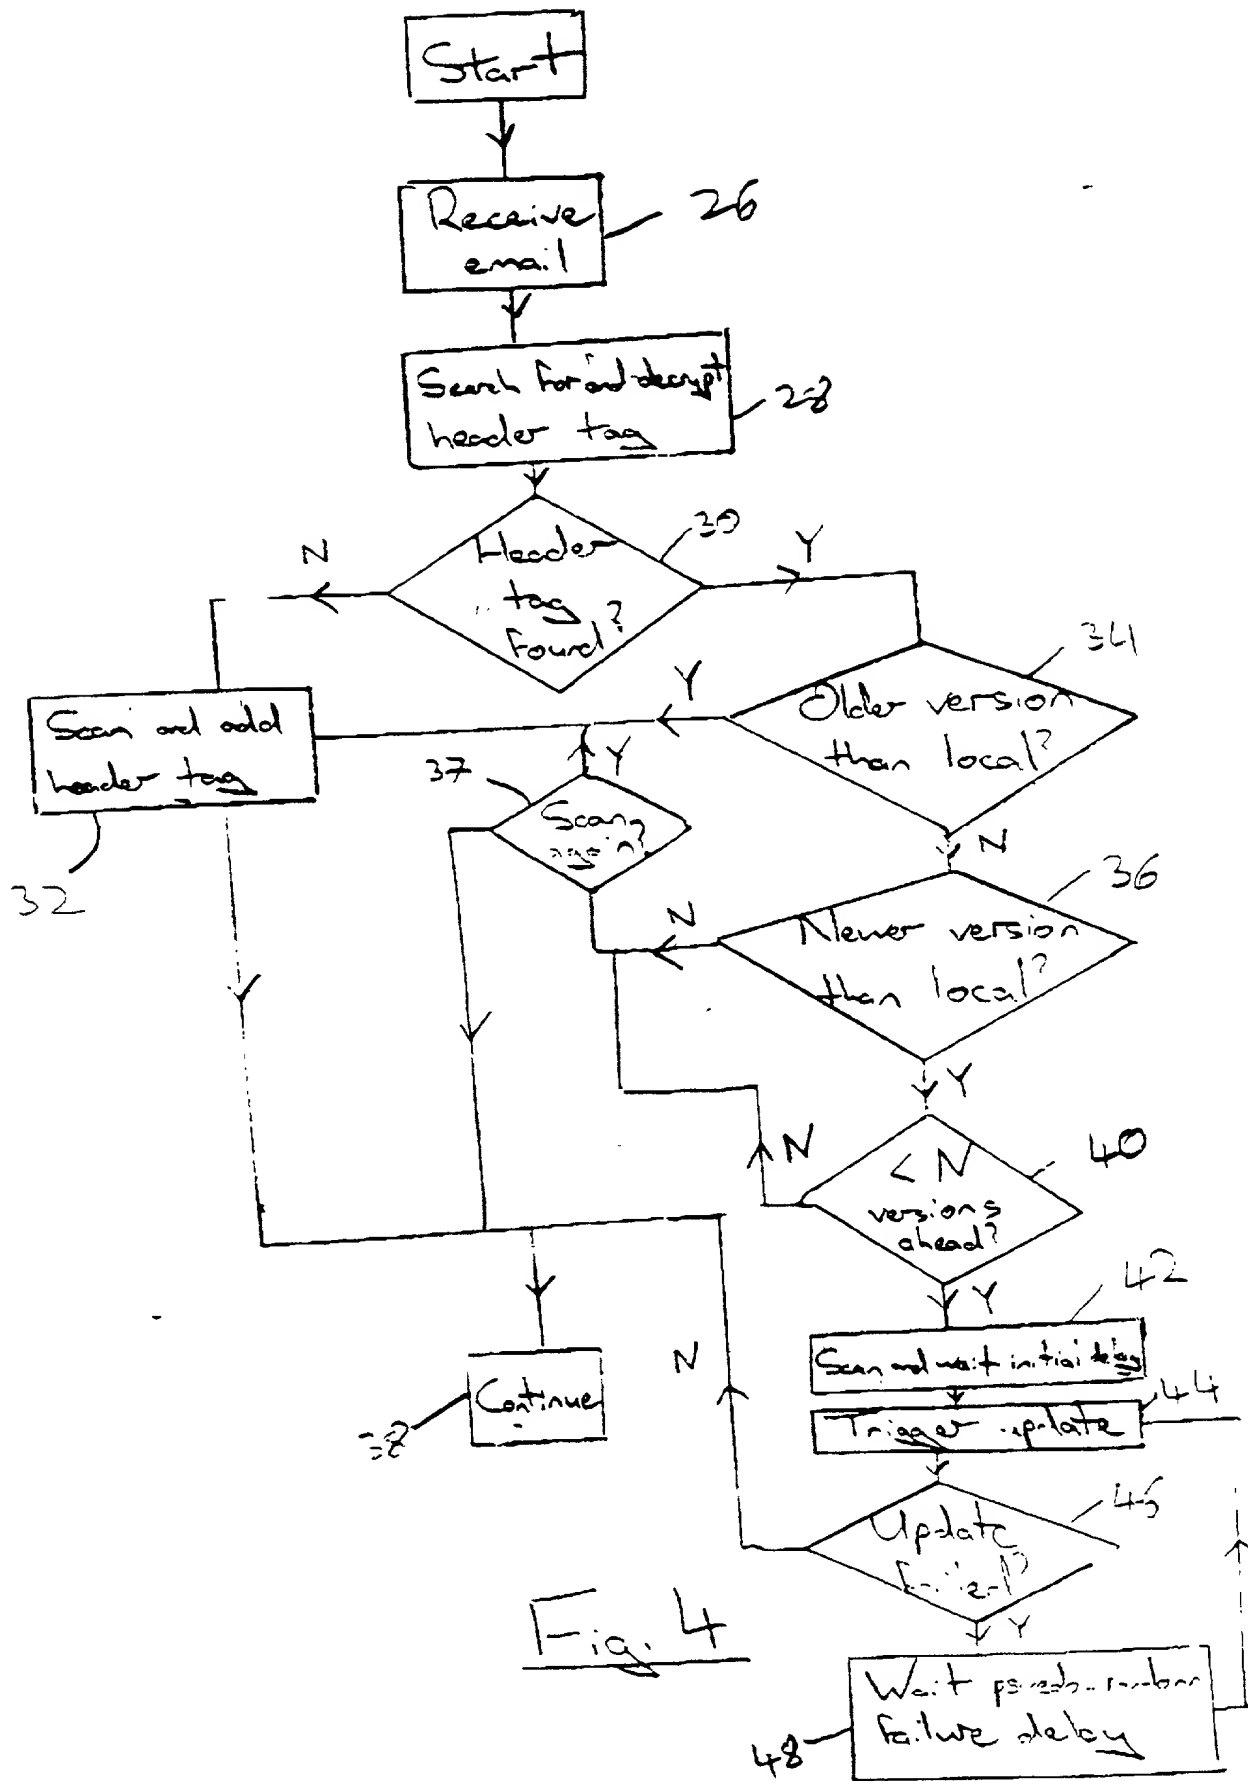 Start
Receive
email
26
Search for and decrypt
header tag
28
Header
tag
found?
30
N
Y
34
Older version
than local?
Y
Scan and add
header tag
32
37
Y
Scan
again?
N
36
Newer version
than local?
N
Y
40
< N
versions
ahead?
N
Y
42
Scan and wait initial delay
44
Trigger update
N
Continue
38
46
Update
failed?
Y
Wait pseudo-random
failure delay
48
Fig. 4